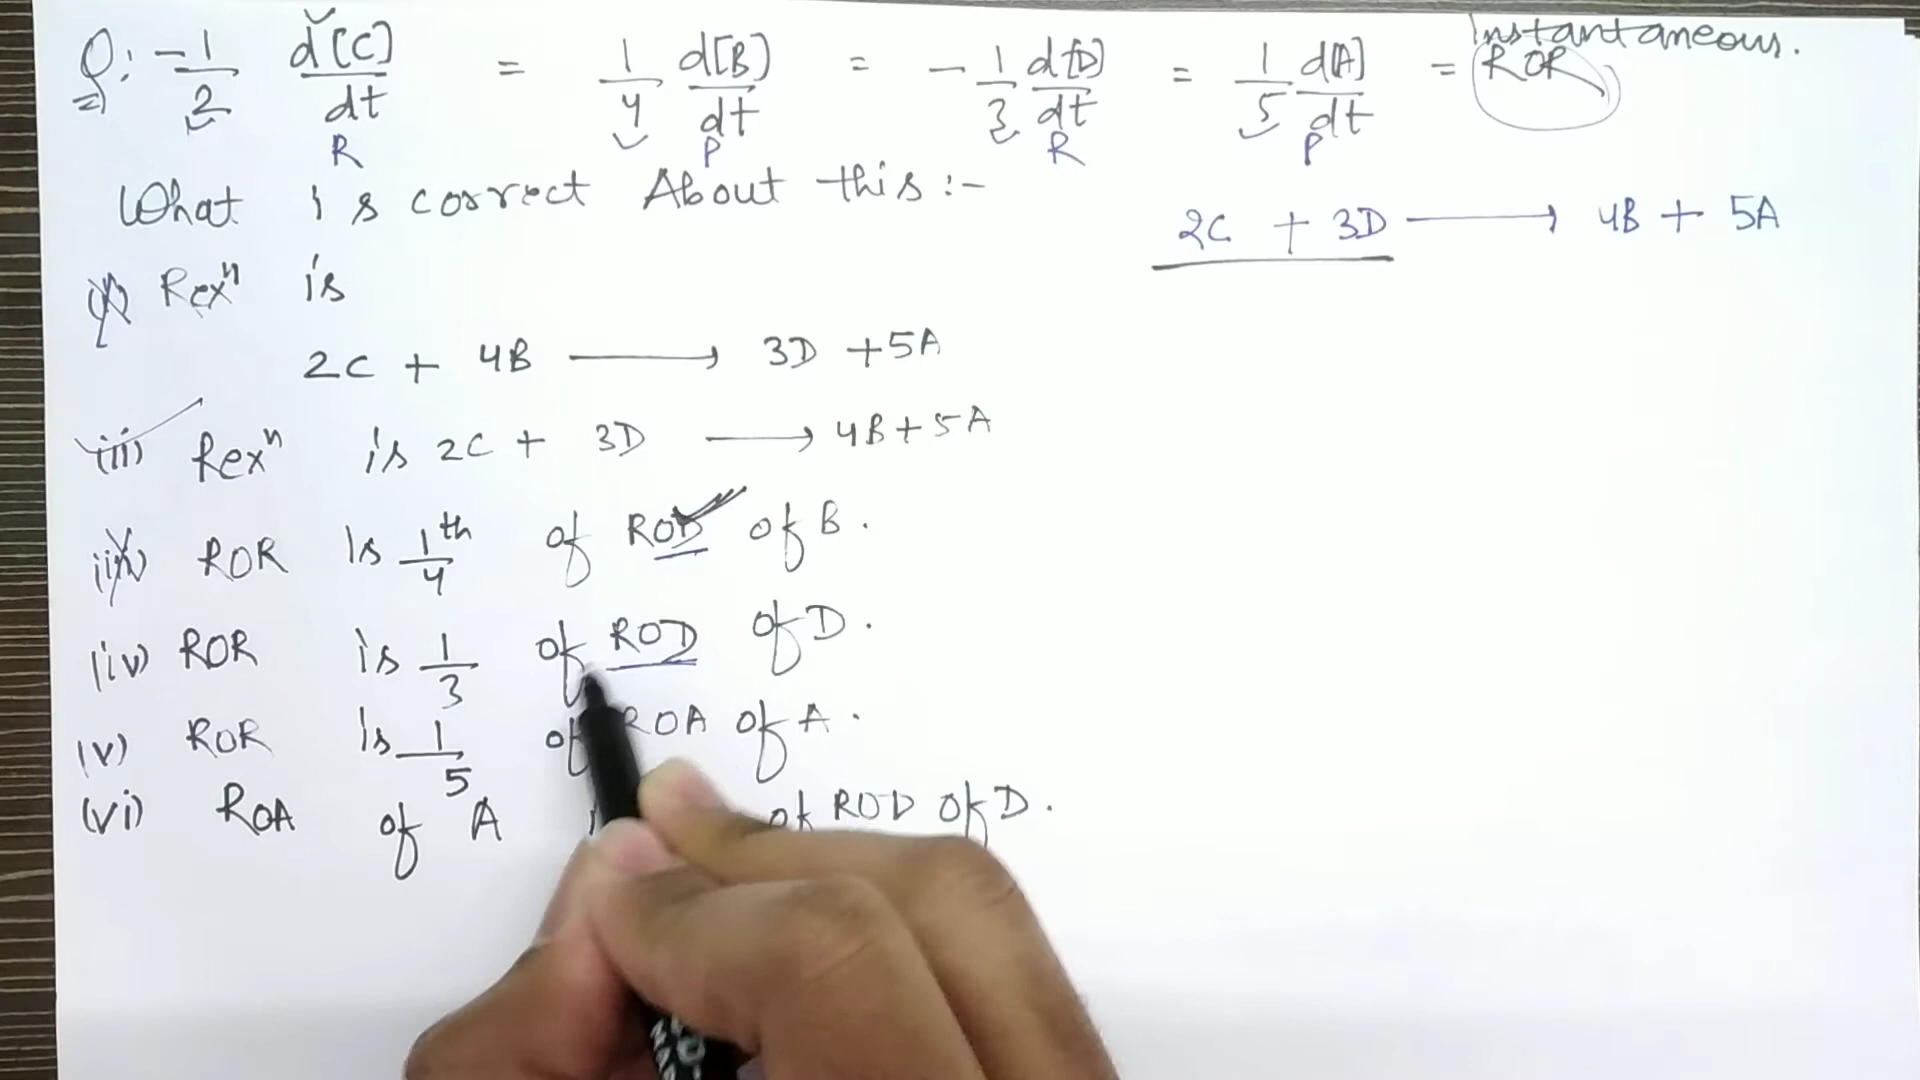 Instantaneous.
Q: -1/2 d[C]/dt = 1/4 d[B]/dt = -1/3 d[D]/dt = 1/5 d[A]/dt = ROR
R P R P
What is correct About this :-
2C + 3D ⟶ 4B + 5A
(i) Rexⁿ is
2C + 4B ⟶ 3D + 5A
(ii) Rexⁿ is 2C + 3D ⟶ 4B + 5A
(iii) ROR Is 1/4 th of ROD of B.
(iv) ROR is 1/3 of ROD of D.
(v) ROR Is 1/5 of ROA of A.
(vi) ROA of A of ROD of D.